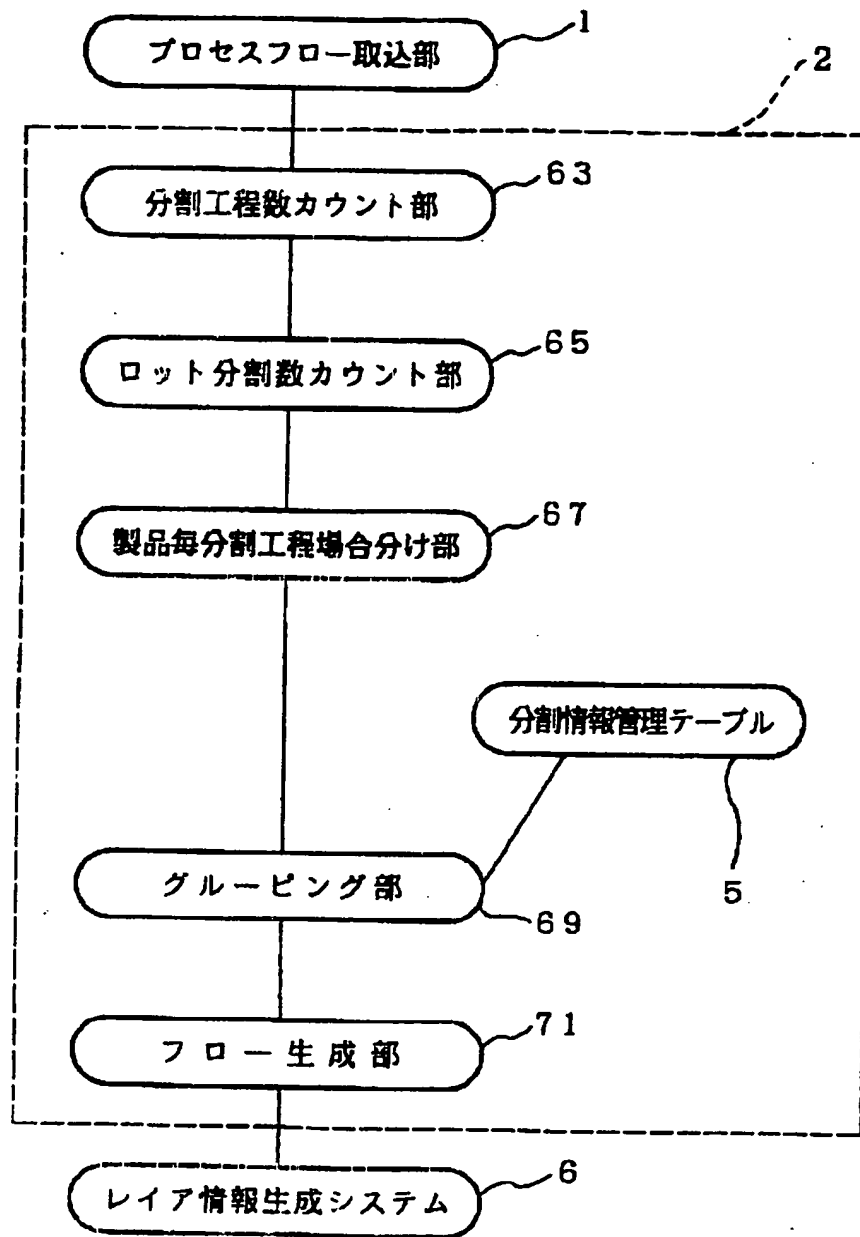 プロセスフロー取込部
1
2
分割工程数カウント部
63
ロット分割数カウント部
65
製品毎分割工程場合分け部
67
分割情報管理テーブル
5
グルーピング部
69
フロー生成部
71
レイア情報生成システム
6